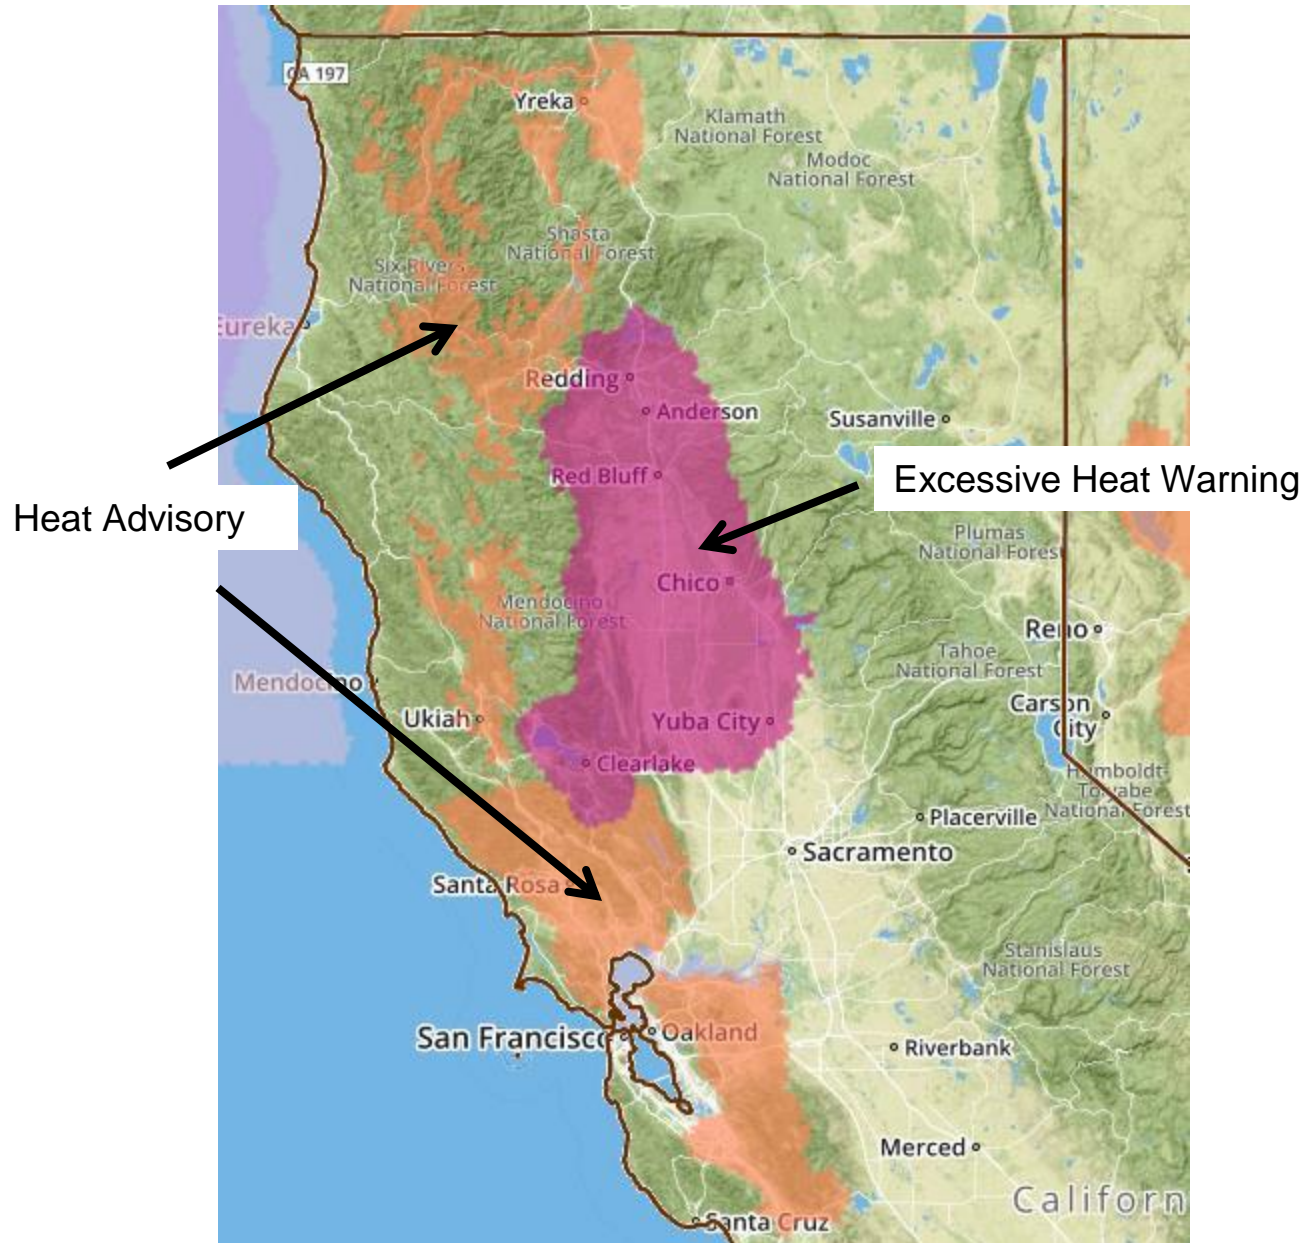 CA 197
Yreka
Klamath
National Forest
Modoc
National Forest
Shasta
National Forest
Six Rivers
National Forest
Eureka
Redding
Anderson
Susanville
Red Bluff
Excessive Heat Warning
Heat Advisory
Plumas
National Forest
Chico
Mendocino
National Forest
Reno
Tahoe
National Forest
Mendocino
Carson
City
Ukiah
Yuba City
Clearlake
Humboldt-
Toiyabe
National Forest
Placerville
Sacramento
Santa Rosa
Stanislaus
National Forest
San Francisco
Oakland
Riverbank
Merced
Californ
Santa Cruz